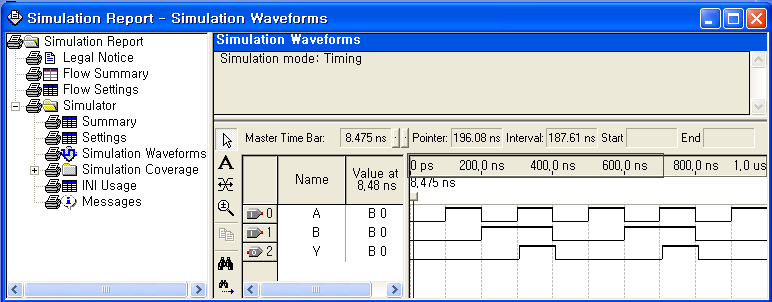 Simulation Report - Simulation Waveforms
Simulation Report
Legal Notice
Flow Summary
Flow Settings
Simulator
Summary
Settings
Simulation Waveforms
Simulation Coverage
INI Usage
Messages
Simulation Waveforms
Simulation mode: Timing
Master Time Bar: 8.475 ns Pointer: 196.08 ns Interval: 187.61 ns Start End
A
Name
Value at
8.48 ns
0 ps 200.0 ns 400.0 ns 600.0 ns 800.0 ns 1.0 us
8.475 ns
0 A B 0
1 B B 0
2 Y B 0